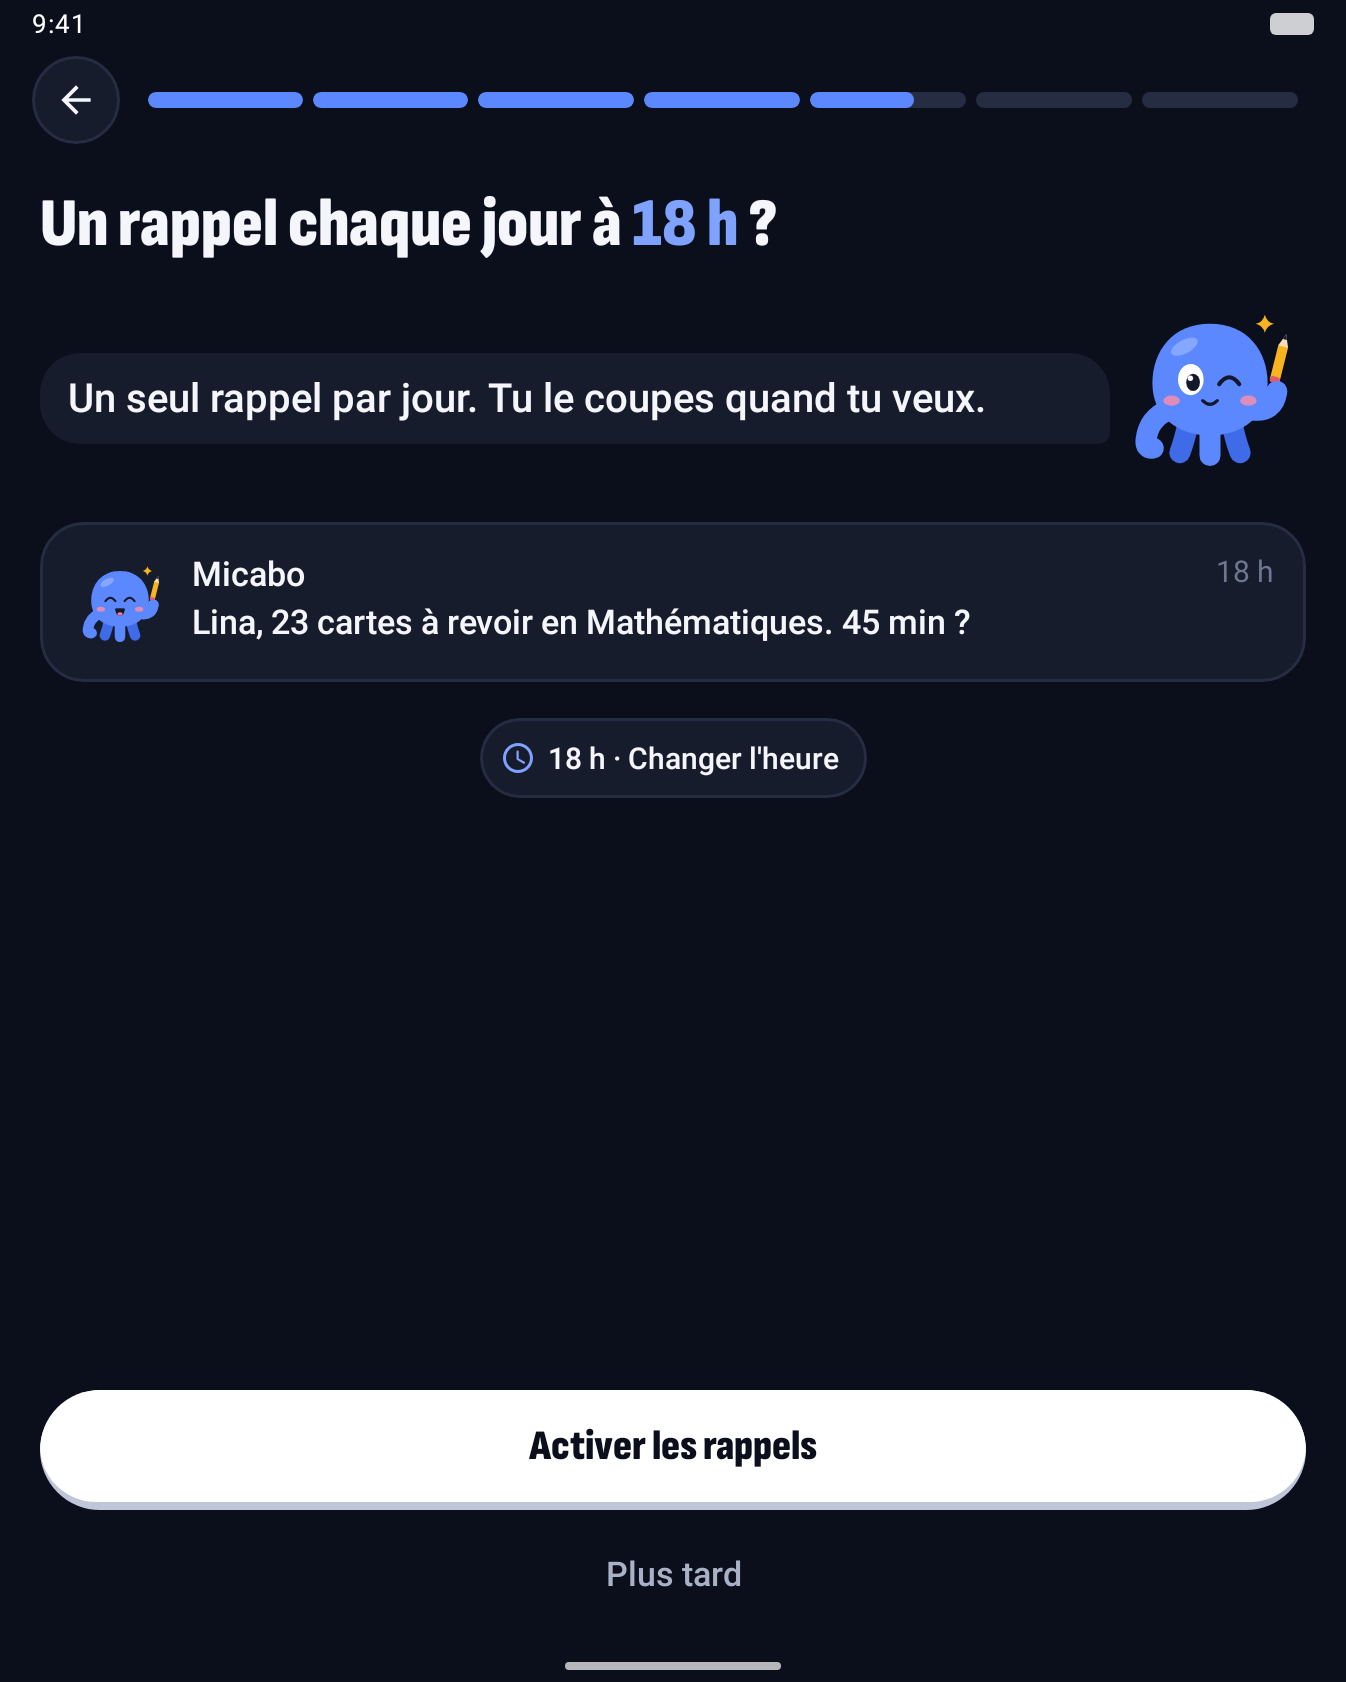 9:41
Un rappel chaque jour à 18 h ?
Un seul rappel par jour. Tu le coupes quand tu veux.
Micabo
18 h
Lina, 23 cartes à revoir en Mathématiques. 45 min ?
18 h · Changer l'heure
Activer les rappels
Plus tard